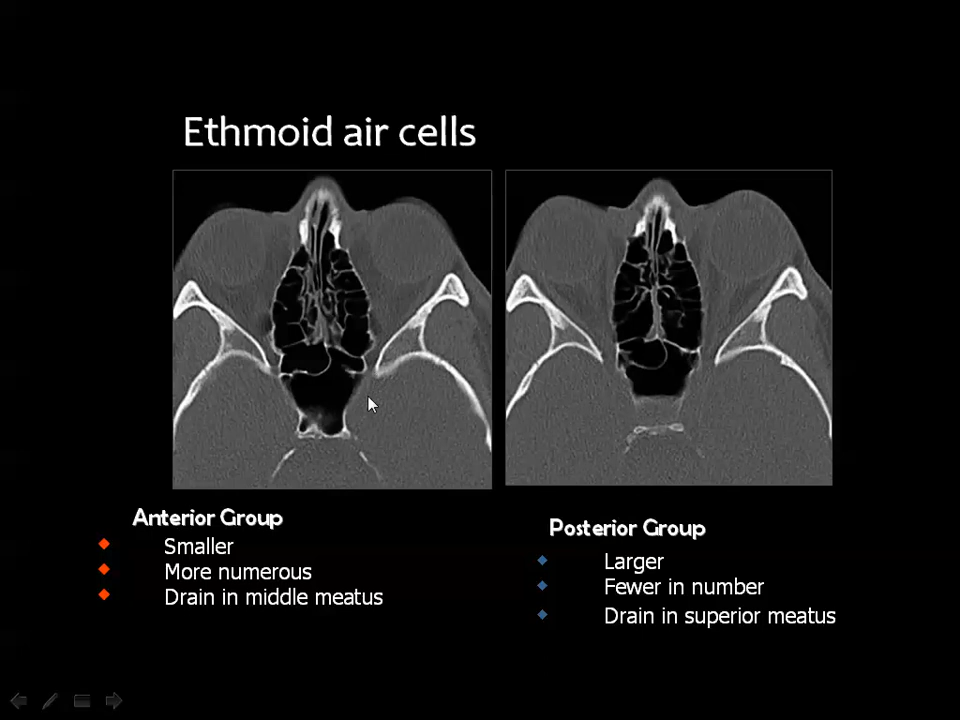 Ethmoid air cells
Anterior Group
Smaller
More numerous
Drain in middle meatus
Posterior Group
Larger
Fewer in number
Drain in superior meatus